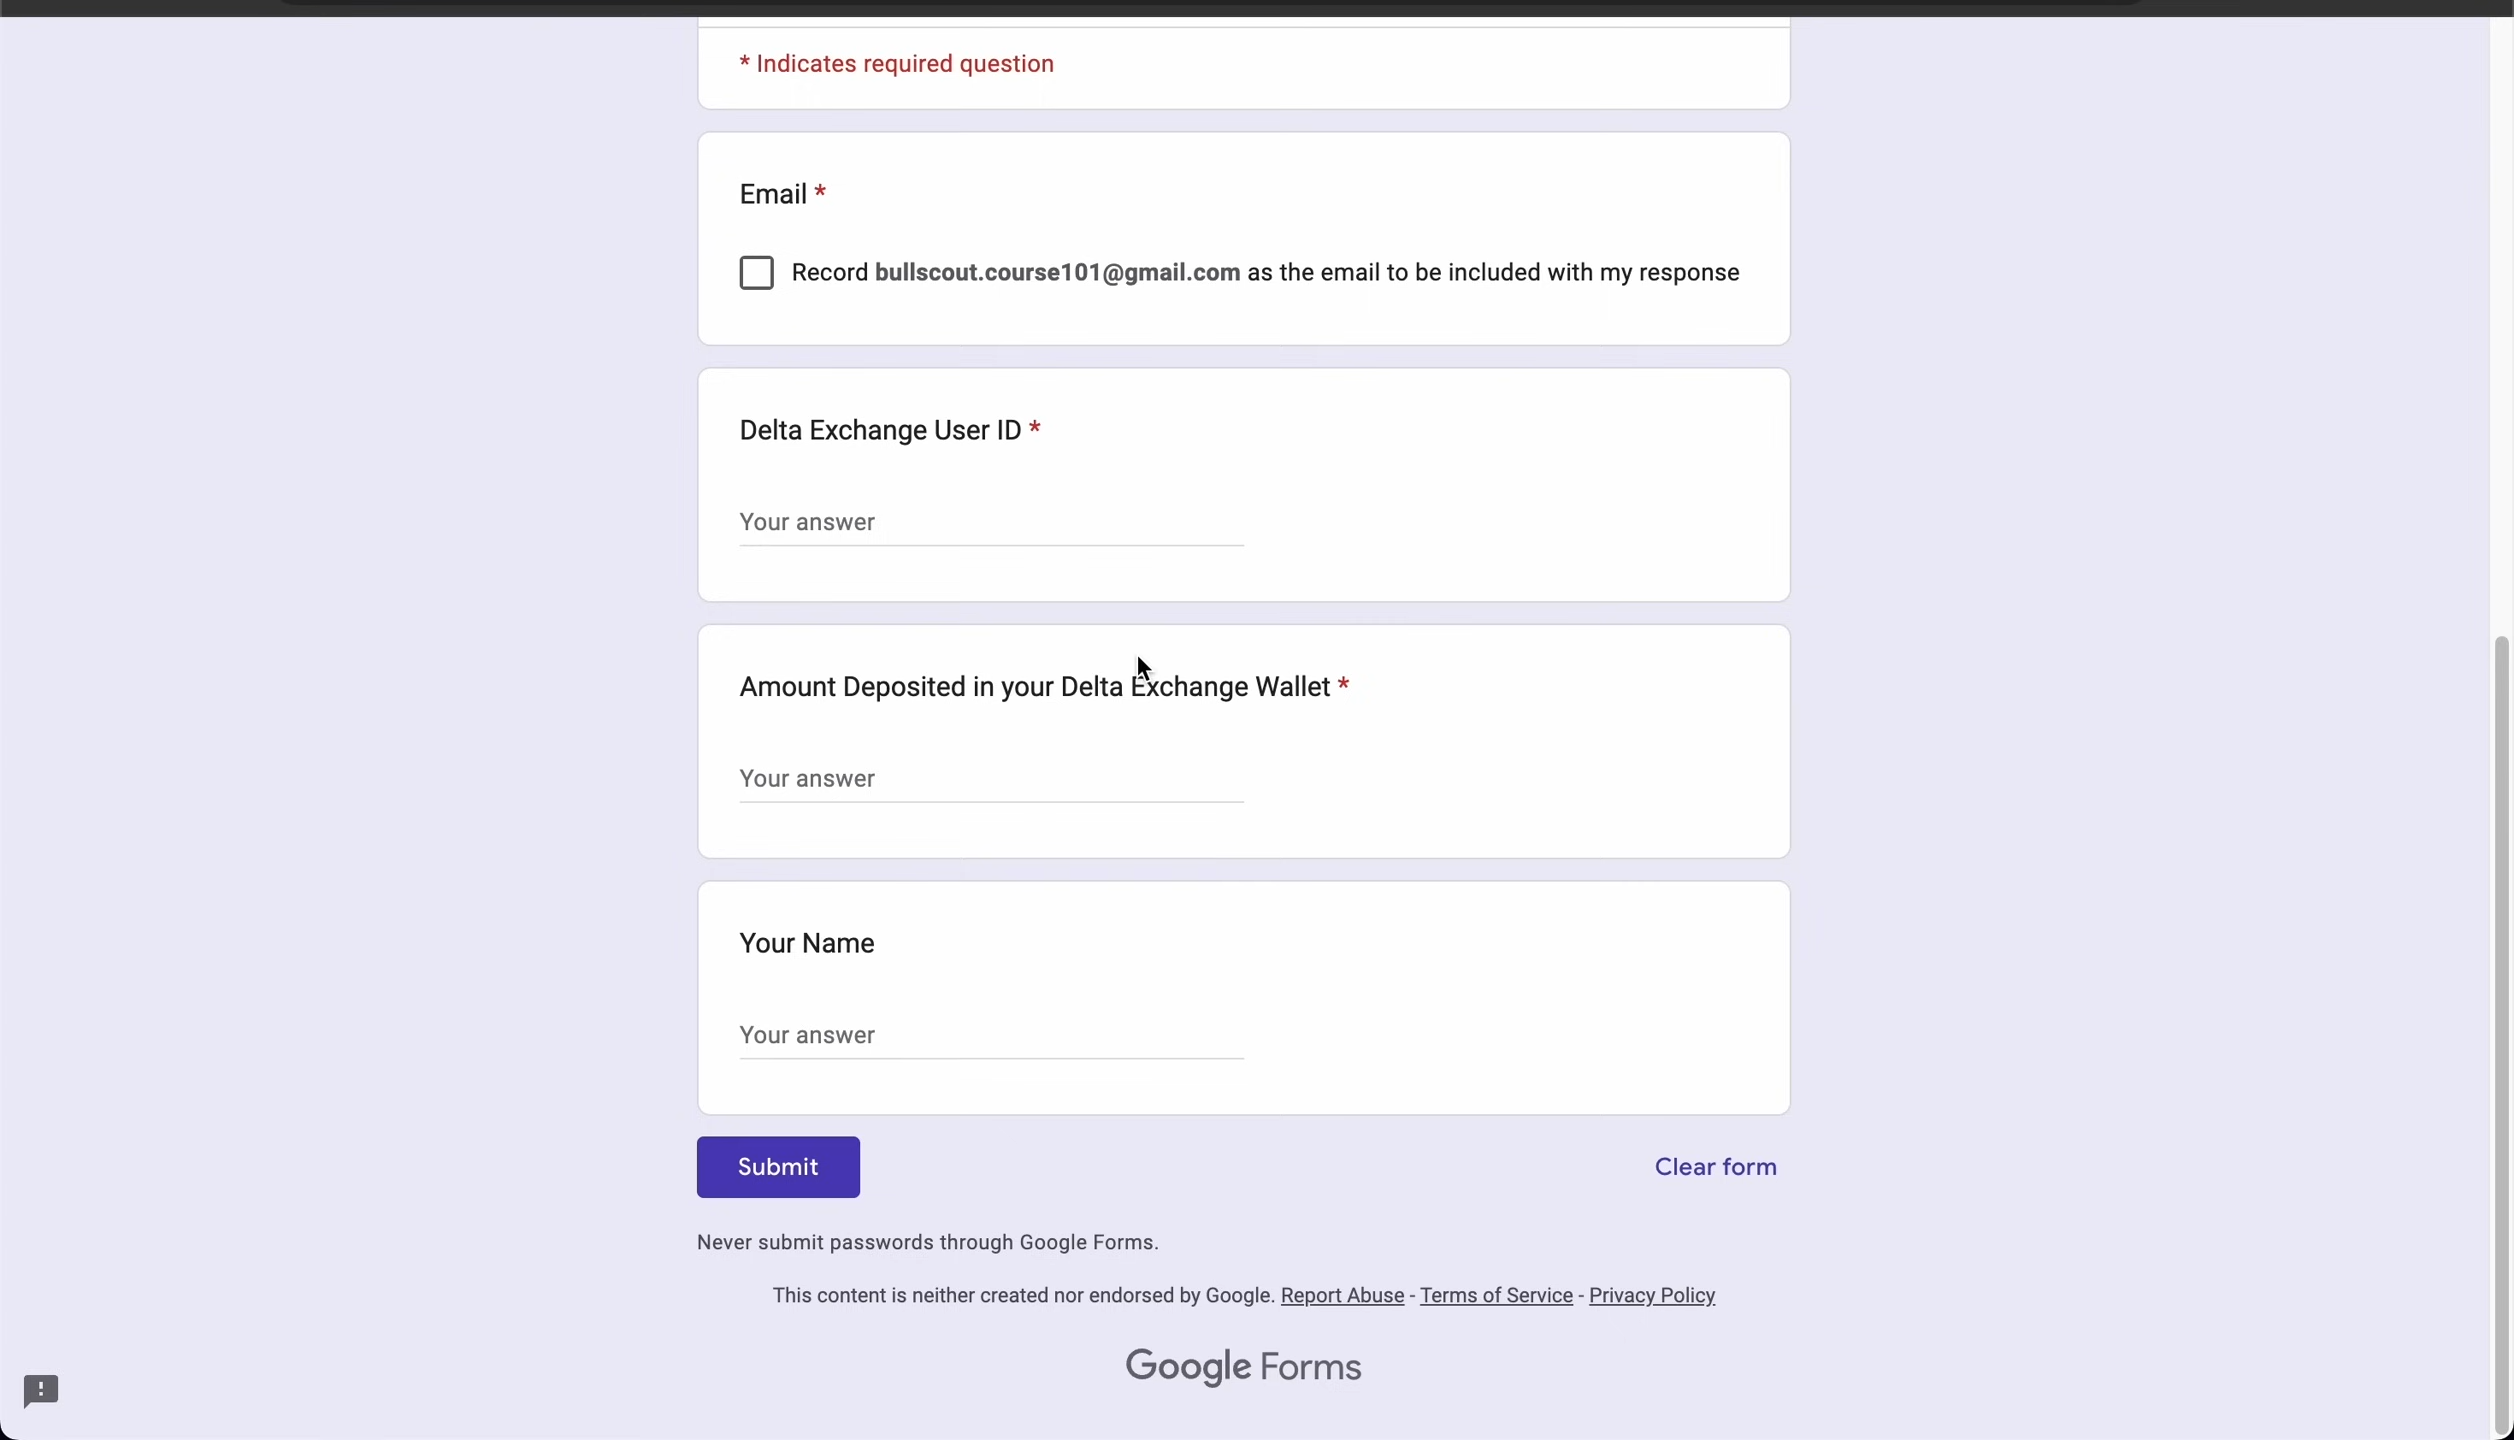 * Indicates required question
Email *
Record bullscout.course101@gmail.com as the email to be included with my response
Delta Exchange User ID *
Your answer
Amount Deposited in your Delta Exchange Wallet *
Your answer
Your Name
Your answer
Submit
Clear form
Never submit passwords through Google Forms.
This content is neither created nor endorsed by Google. Report Abuse - Terms of Service - Privacy Policy
Google Forms